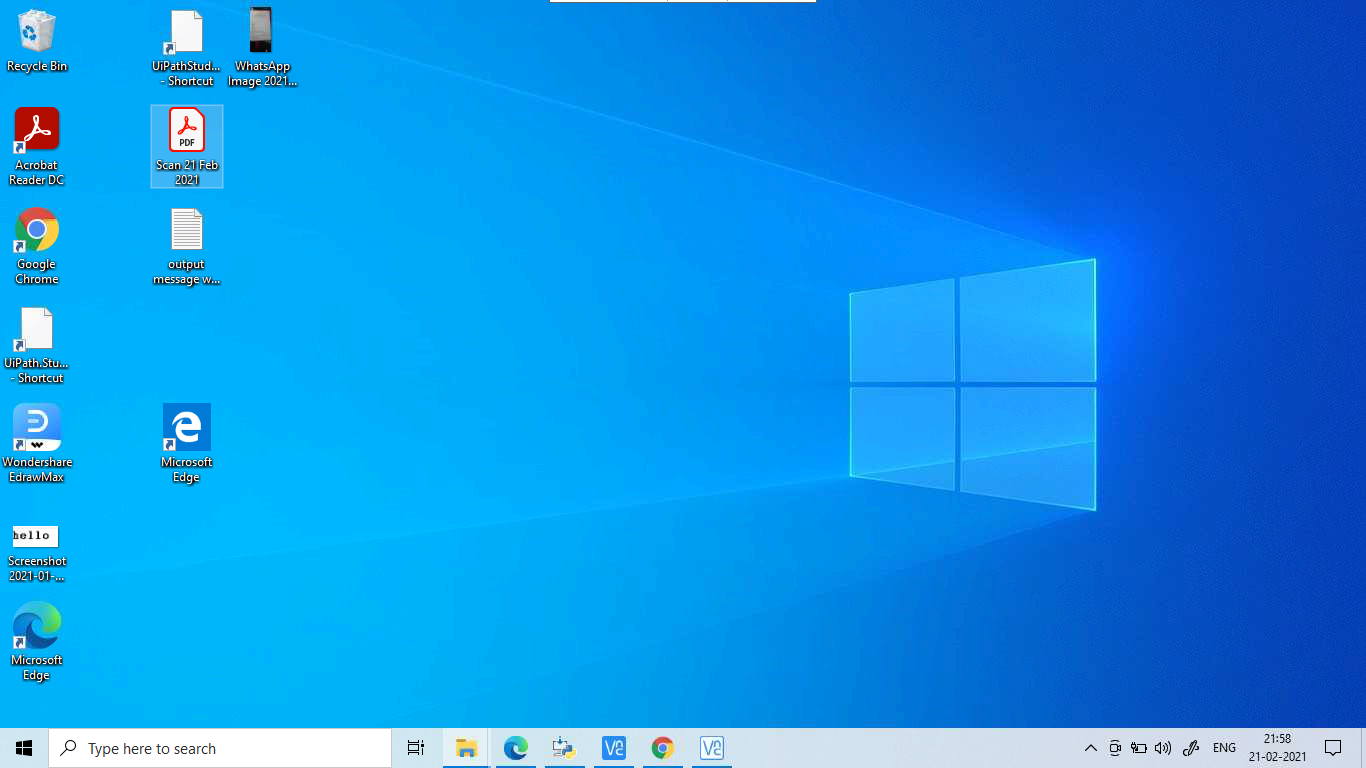 Recycle Bin
UiPathStud...
- Shortcut
WhatsApp
Image 2021...
Acrobat
Reader DC
PDF
Scan 21 Feb
2021
Google
Chrome
output
message w...
UiPath.Stu...
- Shortcut
Wondershare
EdrawMax
Microsoft
Edge
hello
Screenshot
2021-01-...
Microsoft
Edge
Type here to search
VC
VC
ENG
21:58
21-02-2021